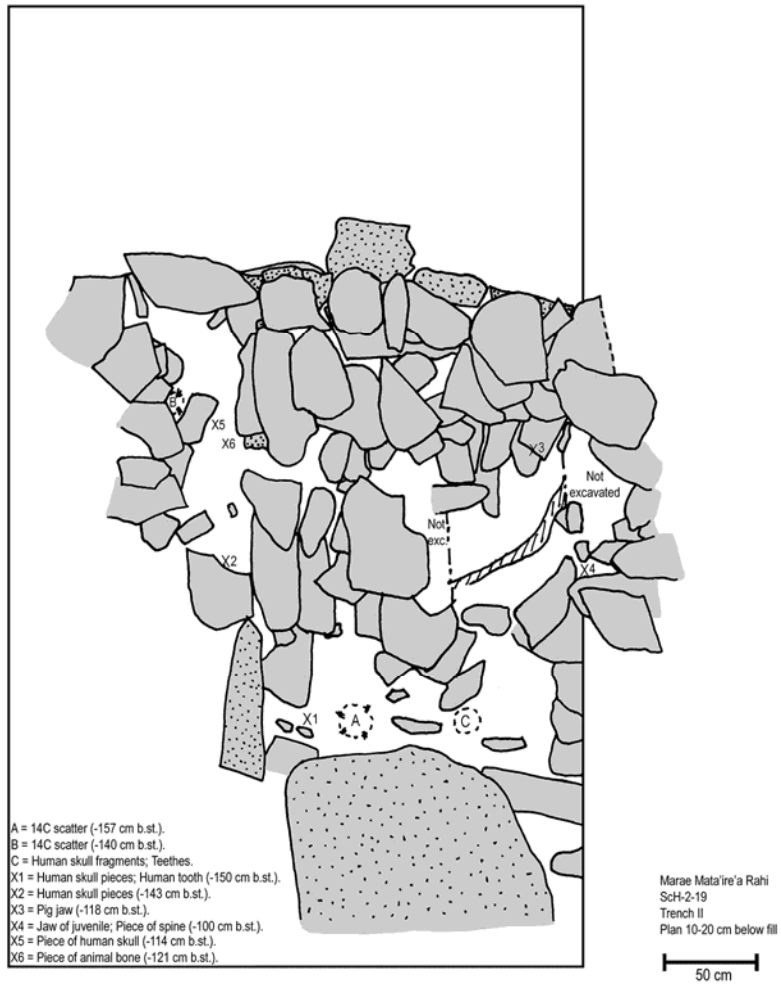 B
X5
X6
X3
Not
excavated
Not
exc.
X2
X4
X1
A
C
A = 14C scatter (-157 cm b.st.).
B = 14C scatter (-140 cm b.st.).
C = Human skull fragments; Teethes.
X1 = Human skull pieces; Human tooth (-150 cm b.st.).
X2 = Human skull pieces (-143 cm b.st.).
X3 = Pig jaw (-118 cm b.st.).
X4 = Jaw of juvenile; Piece of spine (-100 cm b.st.).
X5 = Piece of human skull (-114 cm b.st.).
X6 = Piece of animal bone (-121 cm b.st.).
Marae Mata'ire'a Rahi
ScH-2-19
Trench II
Plan 10-20 cm below fill
50 cm